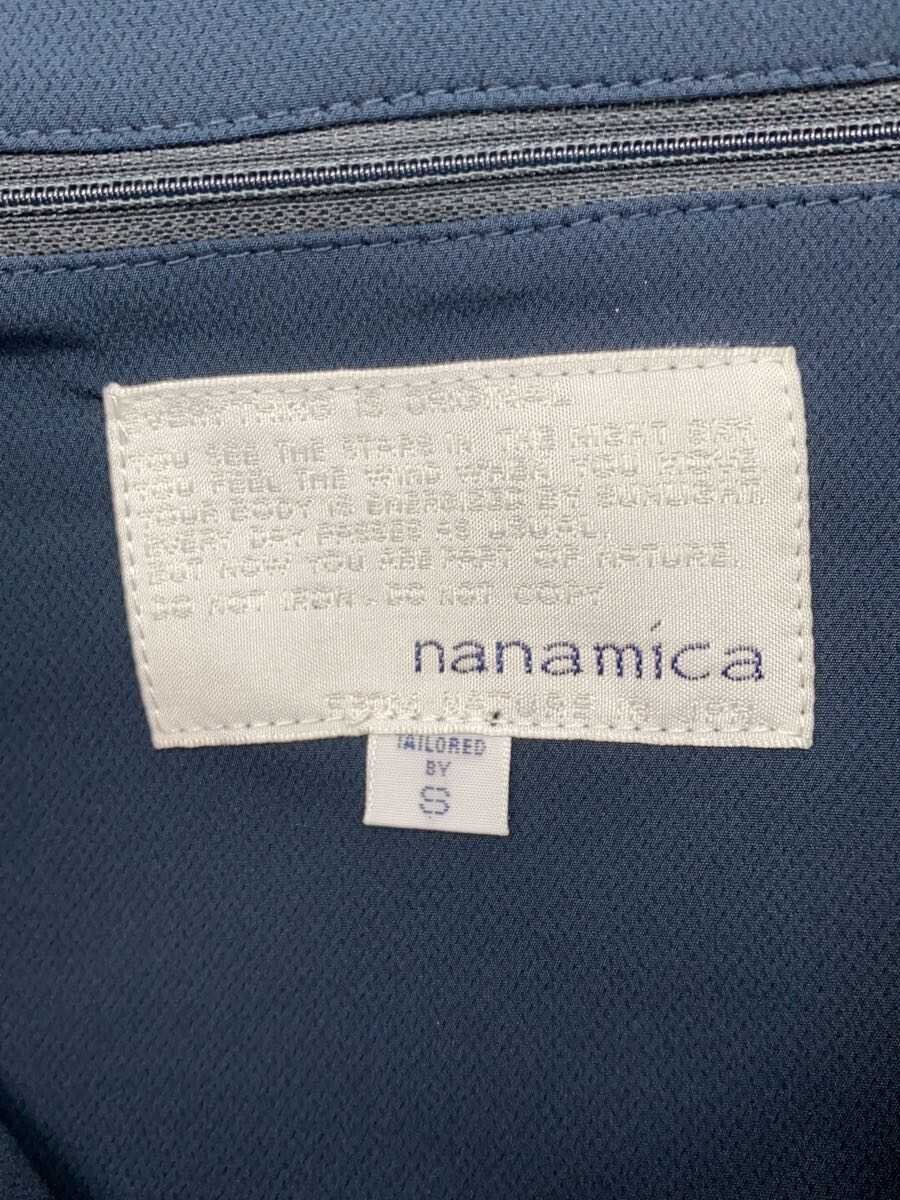 EVERYTHING IS ORIGINAL
YOU SEE THE STARS IN THE NIGHT SKY
YOU FEEL THE WIND WHEN YOU MOVE
YOUR BODY IS ENERGIZED BY SUNLIGHT.
EVERY DAY PASSES AS USUAL.
BUT NOW YOU ARE PART OF NATURE.
DO NOT IRON. DO NOT COPY
nanamica
NATURE
TAILORED
BY
S